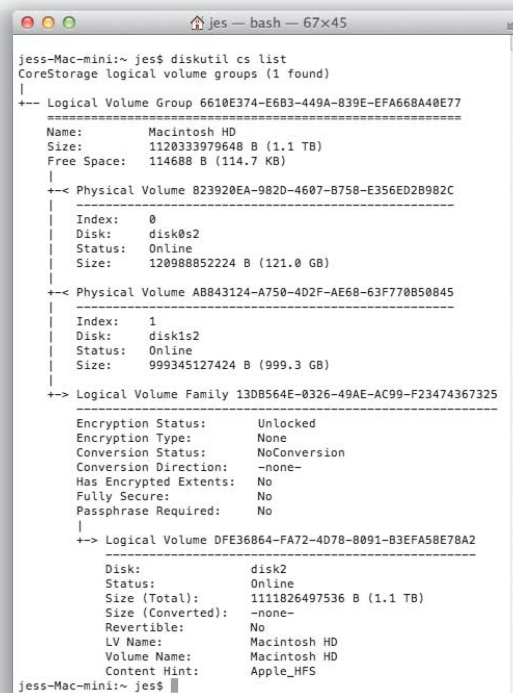 jes — bash — 67×45
jess-Mac-mini:~ jes$ diskutil cs list
CoreStorage logical volume groups (1 found)
|
+-- Logical Volume Group 6610E374-E6B3-449A-839E-EFA668A40E77
    =========================================================
    Name:         Macintosh HD
    Size:         1120333979648 B (1.1 TB)
    Free Space:   114688 B (114.7 KB)
    |
    +-< Physical Volume 823920EA-982D-4607-B758-E356ED2B982C
    |   ----------------------------------------------------
    |   Index:    0
    |   Disk:     disk0s2
    |   Status:   Online
    |   Size:     120988852224 B (121.0 GB)
    |
    +-< Physical Volume AB843124-A750-4D2F-AE68-63F770B50845
    |   ----------------------------------------------------
    |   Index:    1
    |   Disk:     disk1s2
    |   Status:   Online
    |   Size:     999345127424 B (999.3 GB)
    |
    +-> Logical Volume Family 13DB564E-0326-49AE-AC99-F23474367325
        ----------------------------------------------------------
        Encryption Status:       Unlocked
        Encryption Type:         None
        Conversion Status:       NoConversion
        Conversion Direction:    -none-
        Has Encrypted Extents:   No
        Fully Secure:            No
        Passphrase Required:     No
        |
        +-> Logical Volume DFE36864-FA72-4D78-8091-B3EFA58E78A2
            ---------------------------------------------------
            Disk:               disk2
            Status:             Online
            Size (Total):       1111826497536 B (1.1 TB)
            Size (Converted):   -none-
            Revertible:         No
            LV Name:            Macintosh HD
            Volume Name:        Macintosh HD
            Content Hint:       Apple_HFS
jess-Mac-mini:~ jes$